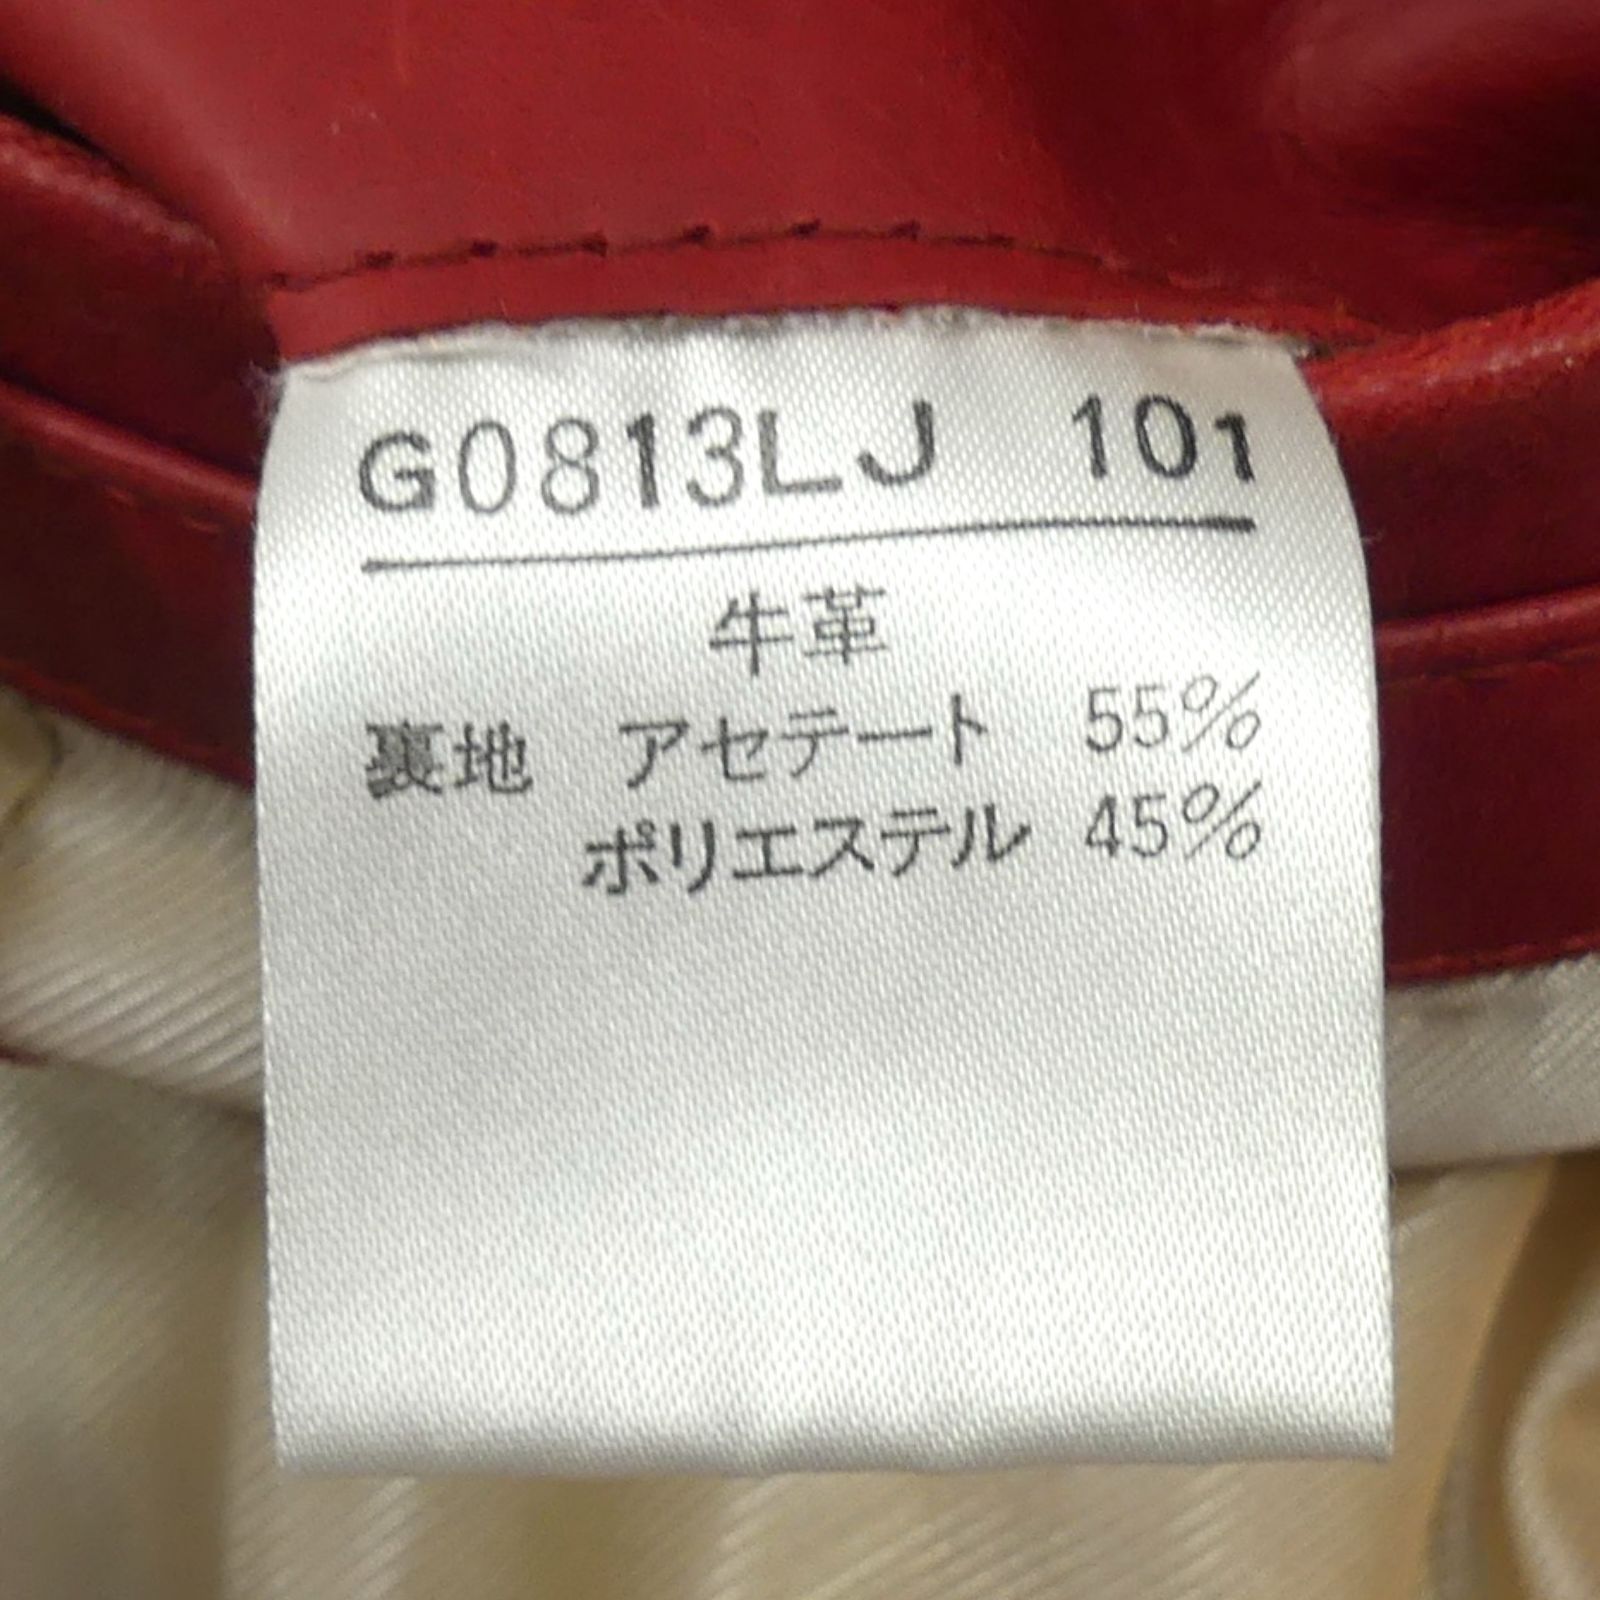 G0813LJ 101
牛革
裏地 アセテート 55%
ポリエステル 45%